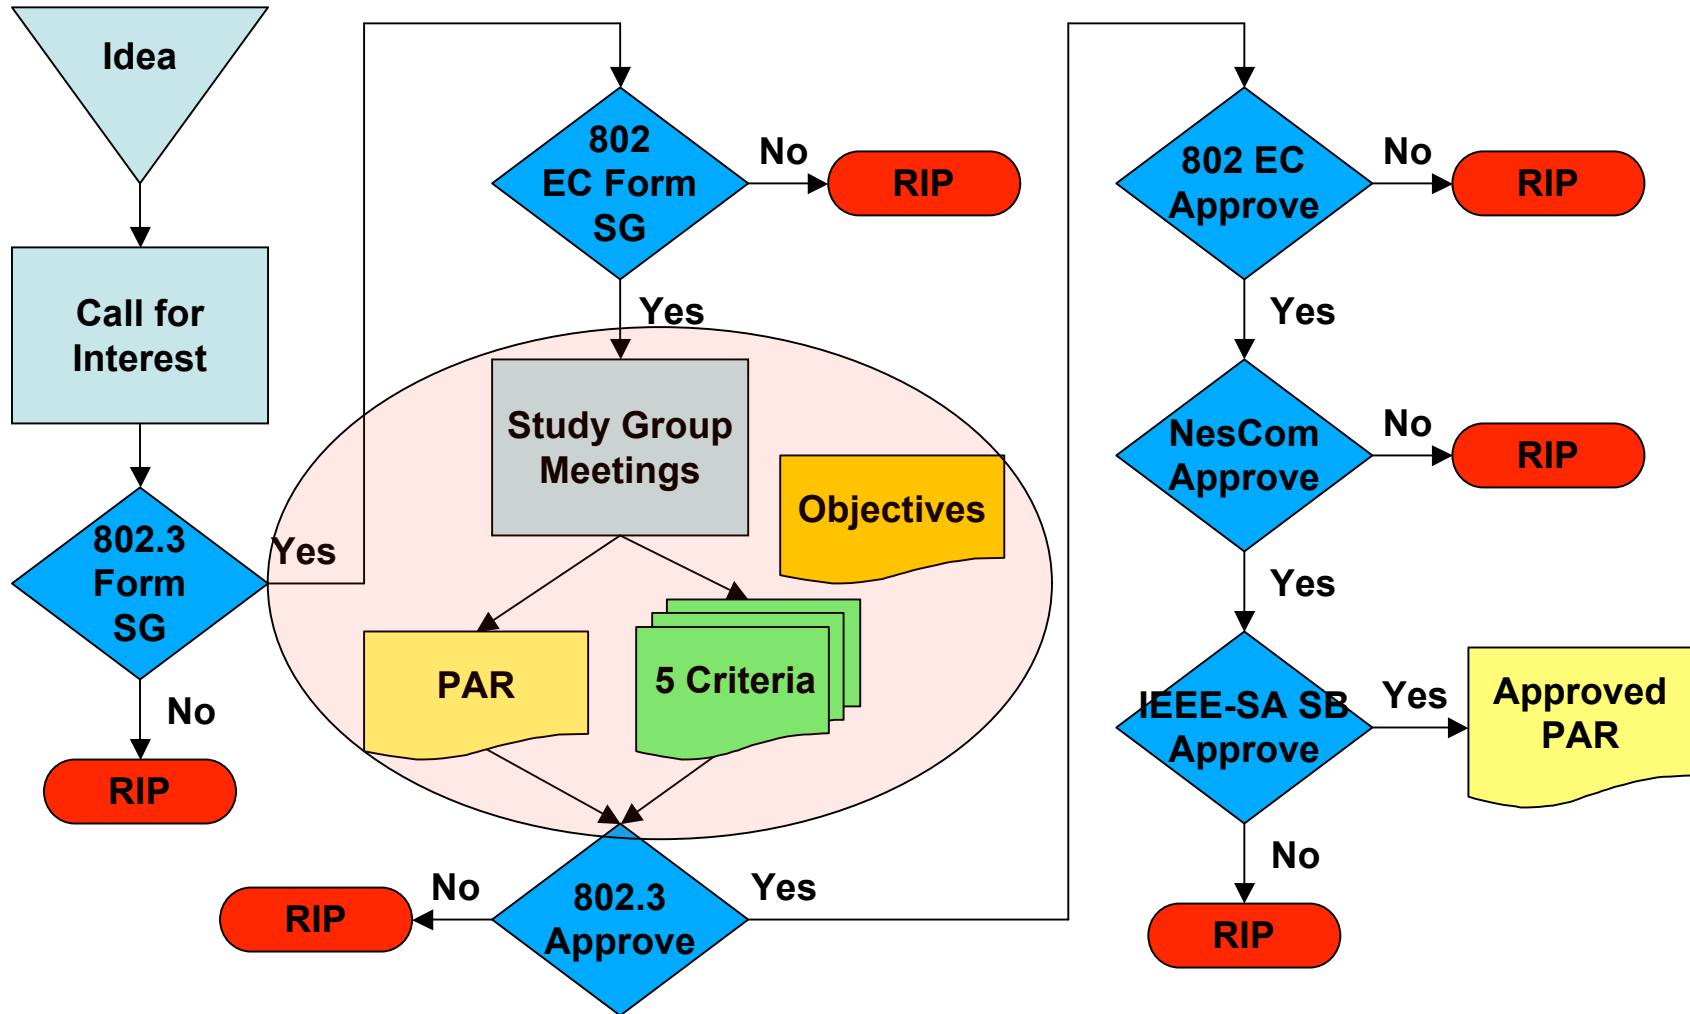 Idea
Call for
Interest
802.3
Form
SG
Yes
No
RIP
802
EC Form
SG
No
RIP
Yes
Study Group
Meetings
Objectives
PAR
5 Criteria
802.3
Approve
No
RIP
Yes
802 EC
Approve
No
RIP
Yes
NesCom
Approve
No
RIP
Yes
IEEE-SA SB
Approve
Yes
Approved
PAR
No
RIP